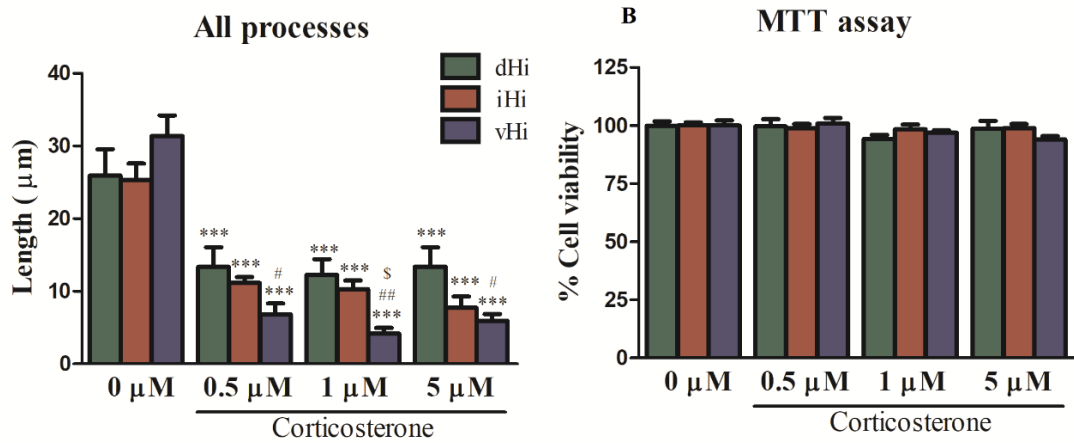 All processes
Length ( μm)
40
30
20
10
0
dHi
iHi
vHi
***
***
#
***
***
***
$
##
***
***
***
#
***
0 μM
0.5 μM
1 μM
5 μM
Corticosterone
B
MTT assay
% Cell viability
125
100
75
50
25
0
0 μM
0.5 μM
1 μM
5 μM
Corticosterone